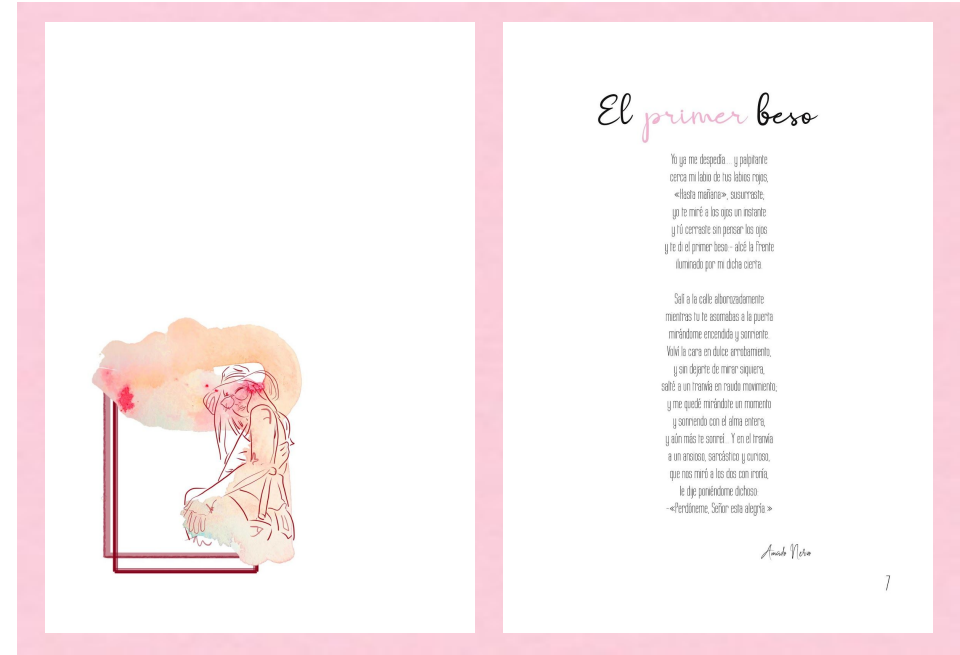 El primer beso
Yo ya me despedía... y palpitante
cerca mi labio de tus labios rojos,
«Hasta mañana», susurraste;
yo te miré a los ojos un instante
y tú cerraste sin pensar los ojos
y te di el primer beso - alcé la frente
iluminado por mi dicha cierta.
Salí a la calle alborozadamente
mientras tu te asomabas a la puerta
mirándome encendida y sonriente.
Volví la cara en dulce arrobamiento,
y sin dejarte de mirar siquiera,
salté a un tranvía en raudo movimiento;
y me quedé mirándote un momento
y sonriendo con el alma entera,
y aún más te sonreí... Y en el tranvía
a un ansioso, sarcástico y curioso,
que nos miró a los dos con ironía,
le dije poniéndome dichoso
-«Perdóneme, Señor esta alegría.»
Amado Nervo
7